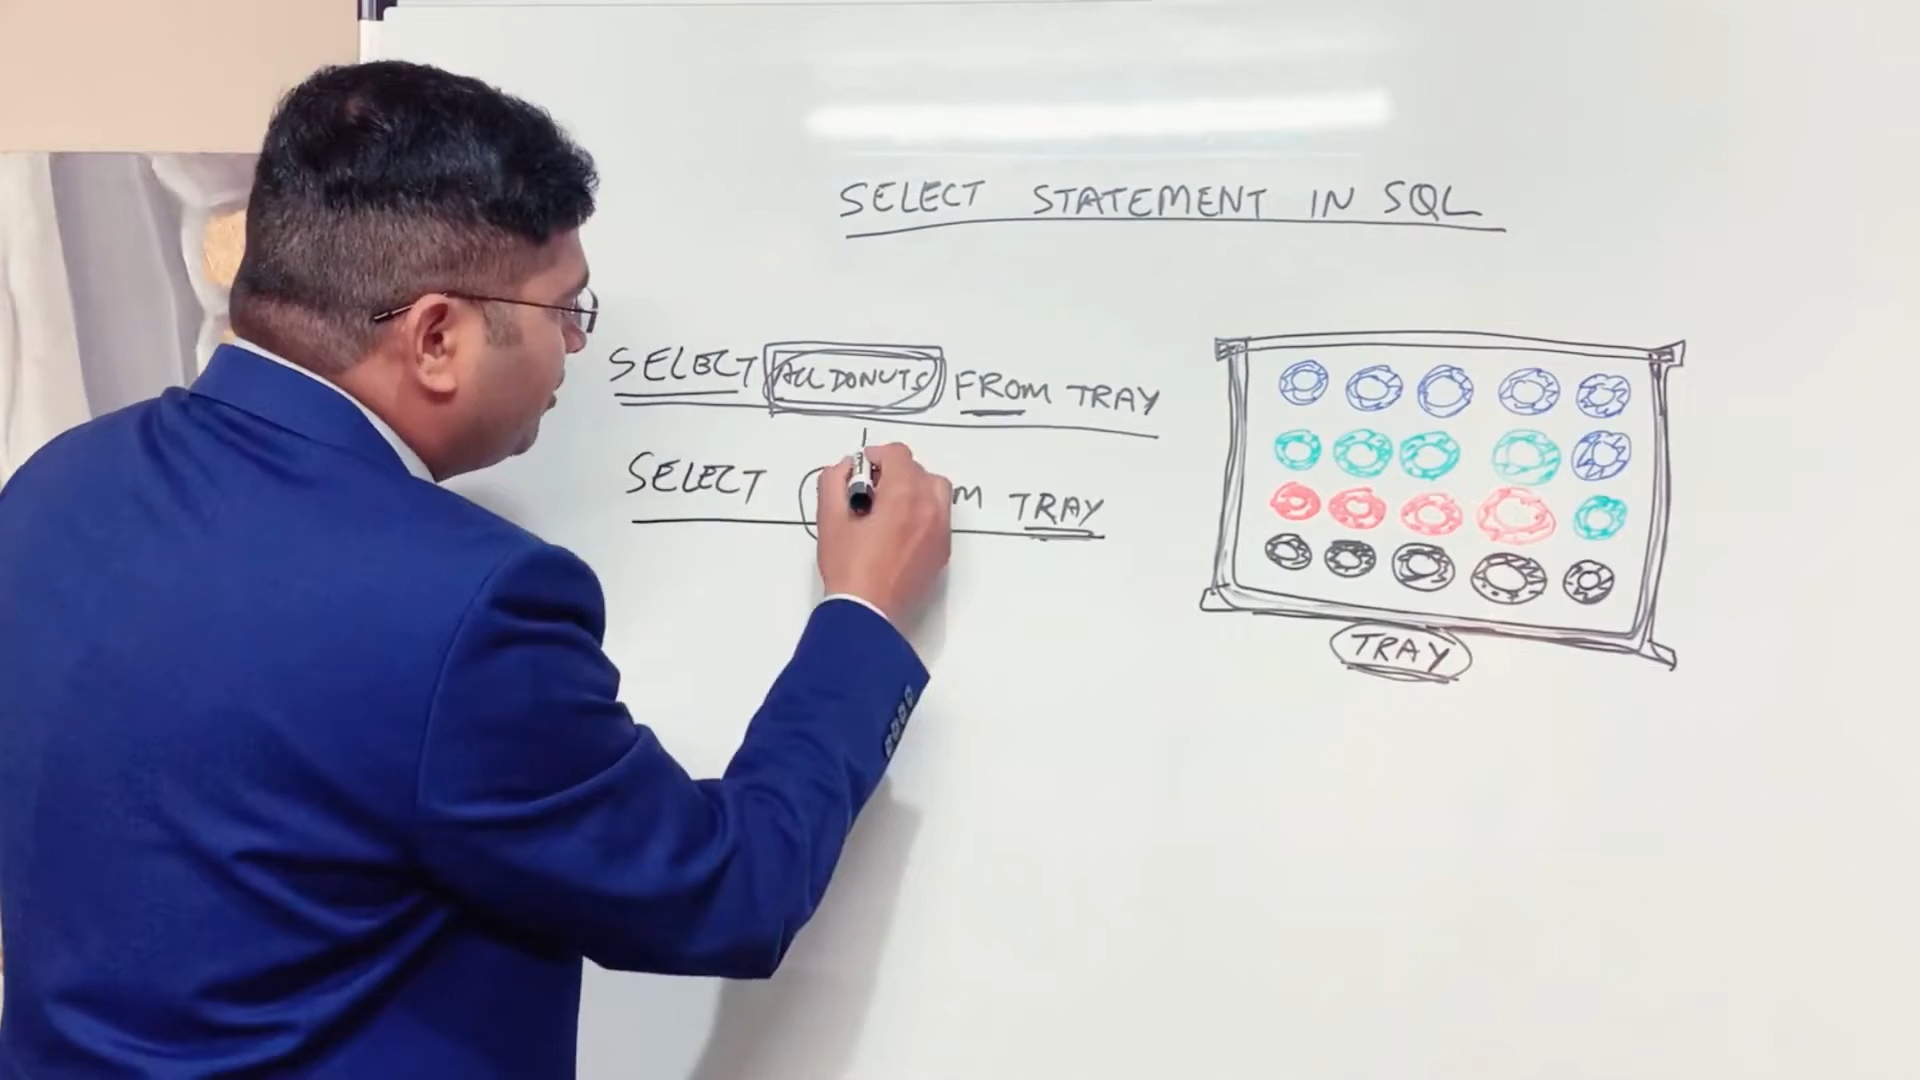 SELECT STATEMENT IN SQL
SELECT ALL DONUTS FROM TRAY
SELECT M TRAY
TRAY